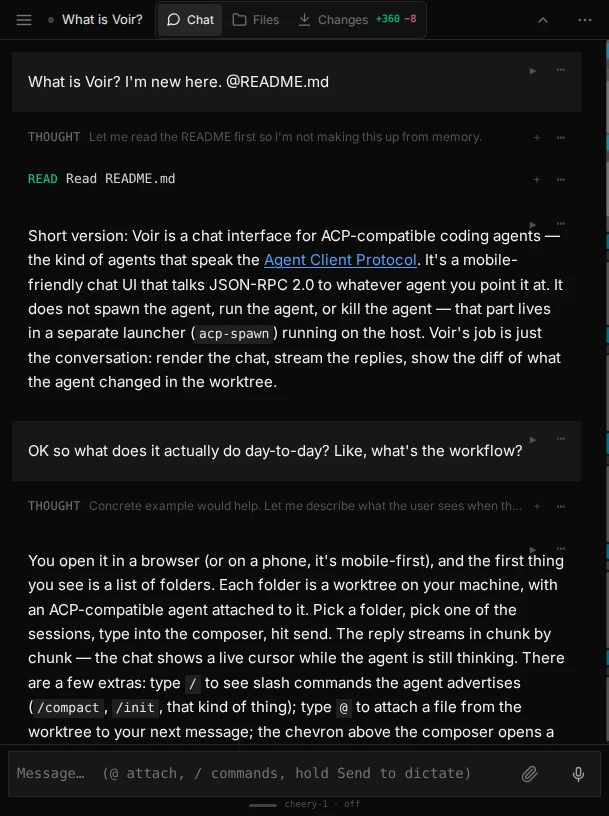 What is Voir?
Chat
Files
Changes +360 −8
What is Voir? I'm new here. @README.md
THOUGHT Let me read the README first so I'm not making this up from memory.
READ Read README.md
Short version: Voir is a chat interface for ACP-compatible coding agents —
the kind of agents that speak the Agent Client Protocol. It's a mobile-
friendly chat UI that talks JSON-RPC 2.0 to whatever agent you point it at. It
does not spawn the agent, run the agent, or kill the agent — that part lives
in a separate launcher (acp-spawn) running on the host. Voir's job is just
the conversation: render the chat, stream the replies, show the diff of what
the agent changed in the worktree.
OK so what does it actually do day-to-day? Like, what's the workflow?
THOUGHT Concrete example would help. Let me describe what the user sees when th…
You open it in a browser (or on a phone, it's mobile-first), and the first thing
you see is a list of folders. Each folder is a worktree on your machine, with
an ACP-compatible agent attached to it. Pick a folder, pick one of the
sessions, type into the composer, hit send. The reply streams in chunk by
chunk — the chat shows a live cursor while the agent is still thinking. There
are a few extras: type / to see slash commands the agent advertises
(/compact, /init, that kind of thing); type @ to attach a file from the
worktree to your next message; the chevron above the composer opens a
Message… (@ attach, / commands, hold Send to dictate)
cheery-1 · off